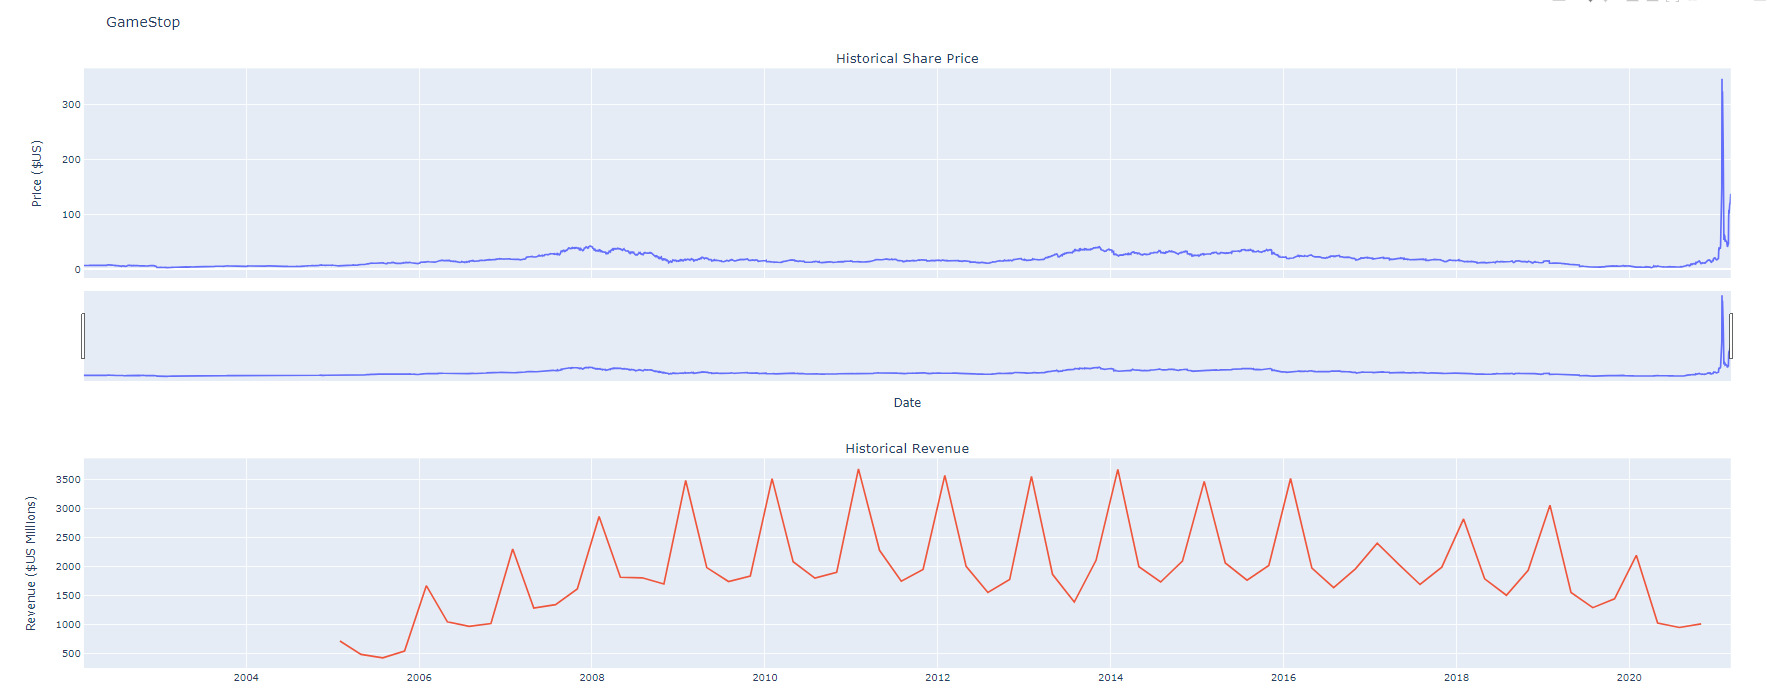 GameStop
Historical Share Price
Price ($US)
300
200
100
0
Date
Historical Revenue
Revenue ($US Millions)
3500
3000
2500
2000
1500
1000
500
2004 2006 2008 2010 2012 2014 2016 2018 2020